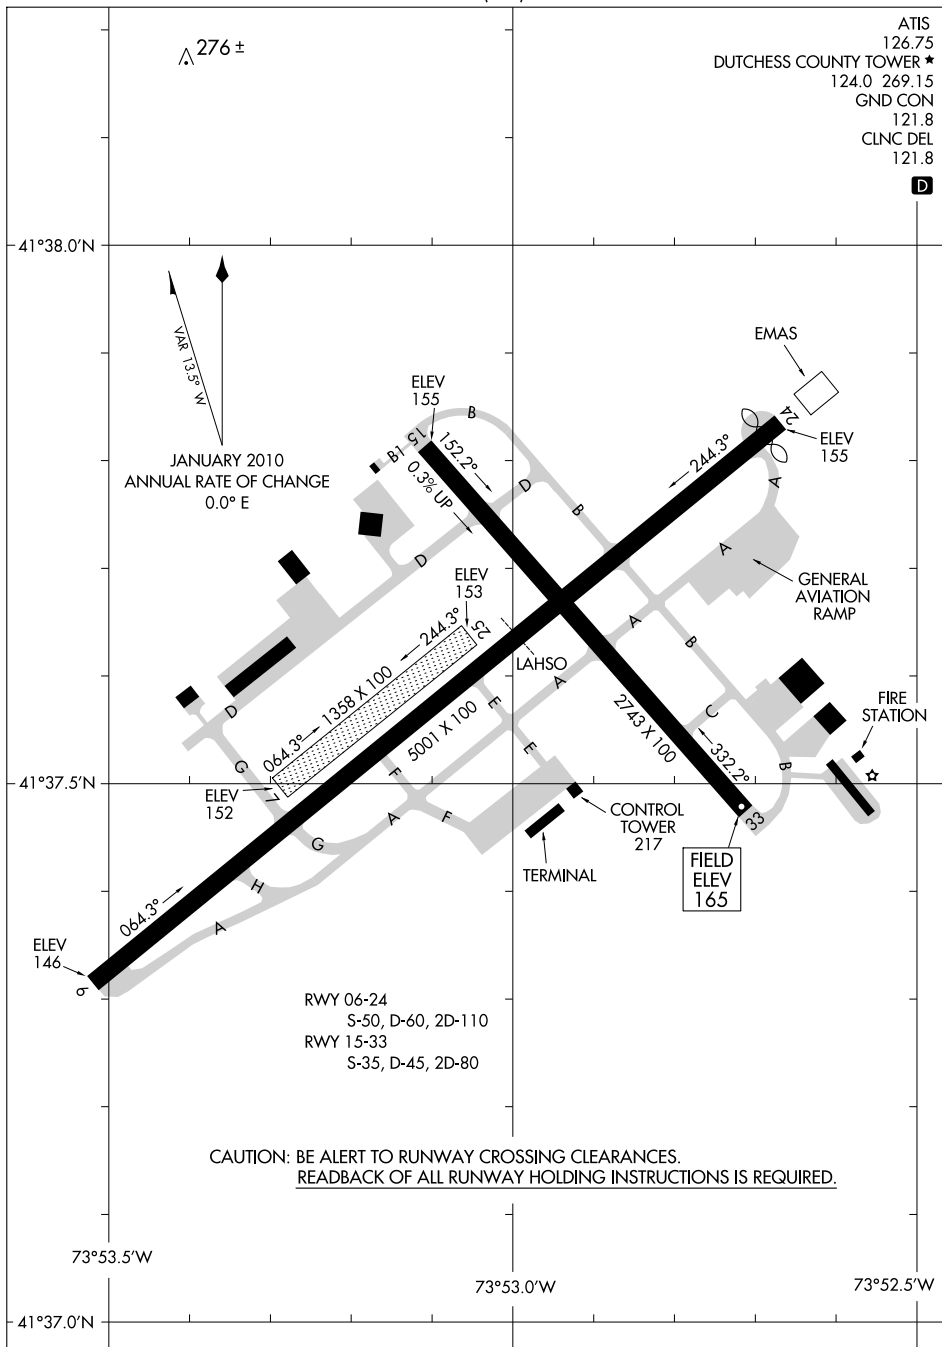 ATIS
126.75
DUTCHESS COUNTY TOWER ★
124.0 269.15
GND CON
121.8
CLNC DEL
121.8
D
276 ±
41°38.0'N
VAR 13.5° W
JANUARY 2010
ANNUAL RATE OF CHANGE
0.0° E
EMAS
ELEV
155
B
15
B1
152.2°
0.3% UP
24
ELEV
155
244.3°
A
D
B
A
D
GENERAL
AVIATION
RAMP
ELEV
153
244.3°
25
A
B
LAHSO
A
1358 X 100
5001 X 100
2743 X 100
E
E
C
D
G
064.3°
FIRE
STATION
332.2°
B
41°37.5'N
ELEV
152
7
F
A
F
G
CONTROL
TOWER
217
TERMINAL
33
FIELD
ELEV
165
H
A
064.3°
ELEV
146
6
RWY 06-24
S-50, D-60, 2D-110
RWY 15-33
S-35, D-45, 2D-80
CAUTION: BE ALERT TO RUNWAY CROSSING CLEARANCES.
READBACK OF ALL RUNWAY HOLDING INSTRUCTIONS IS REQUIRED.
73°53.5'W
73°53.0'W
73°52.5'W
41°37.0'N